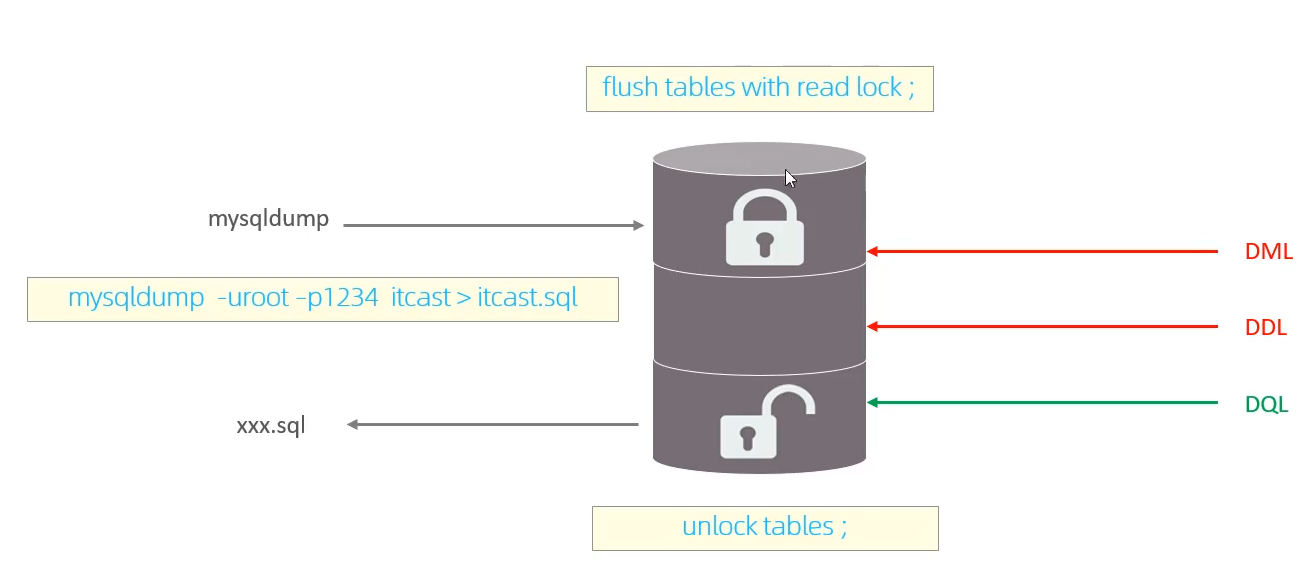 flush tables with read lock ;
mysqldump
DML
mysqldump -uroot –p1234 itcast > itcast.sql
DDL
DQL
xxx.sql
unlock tables ;